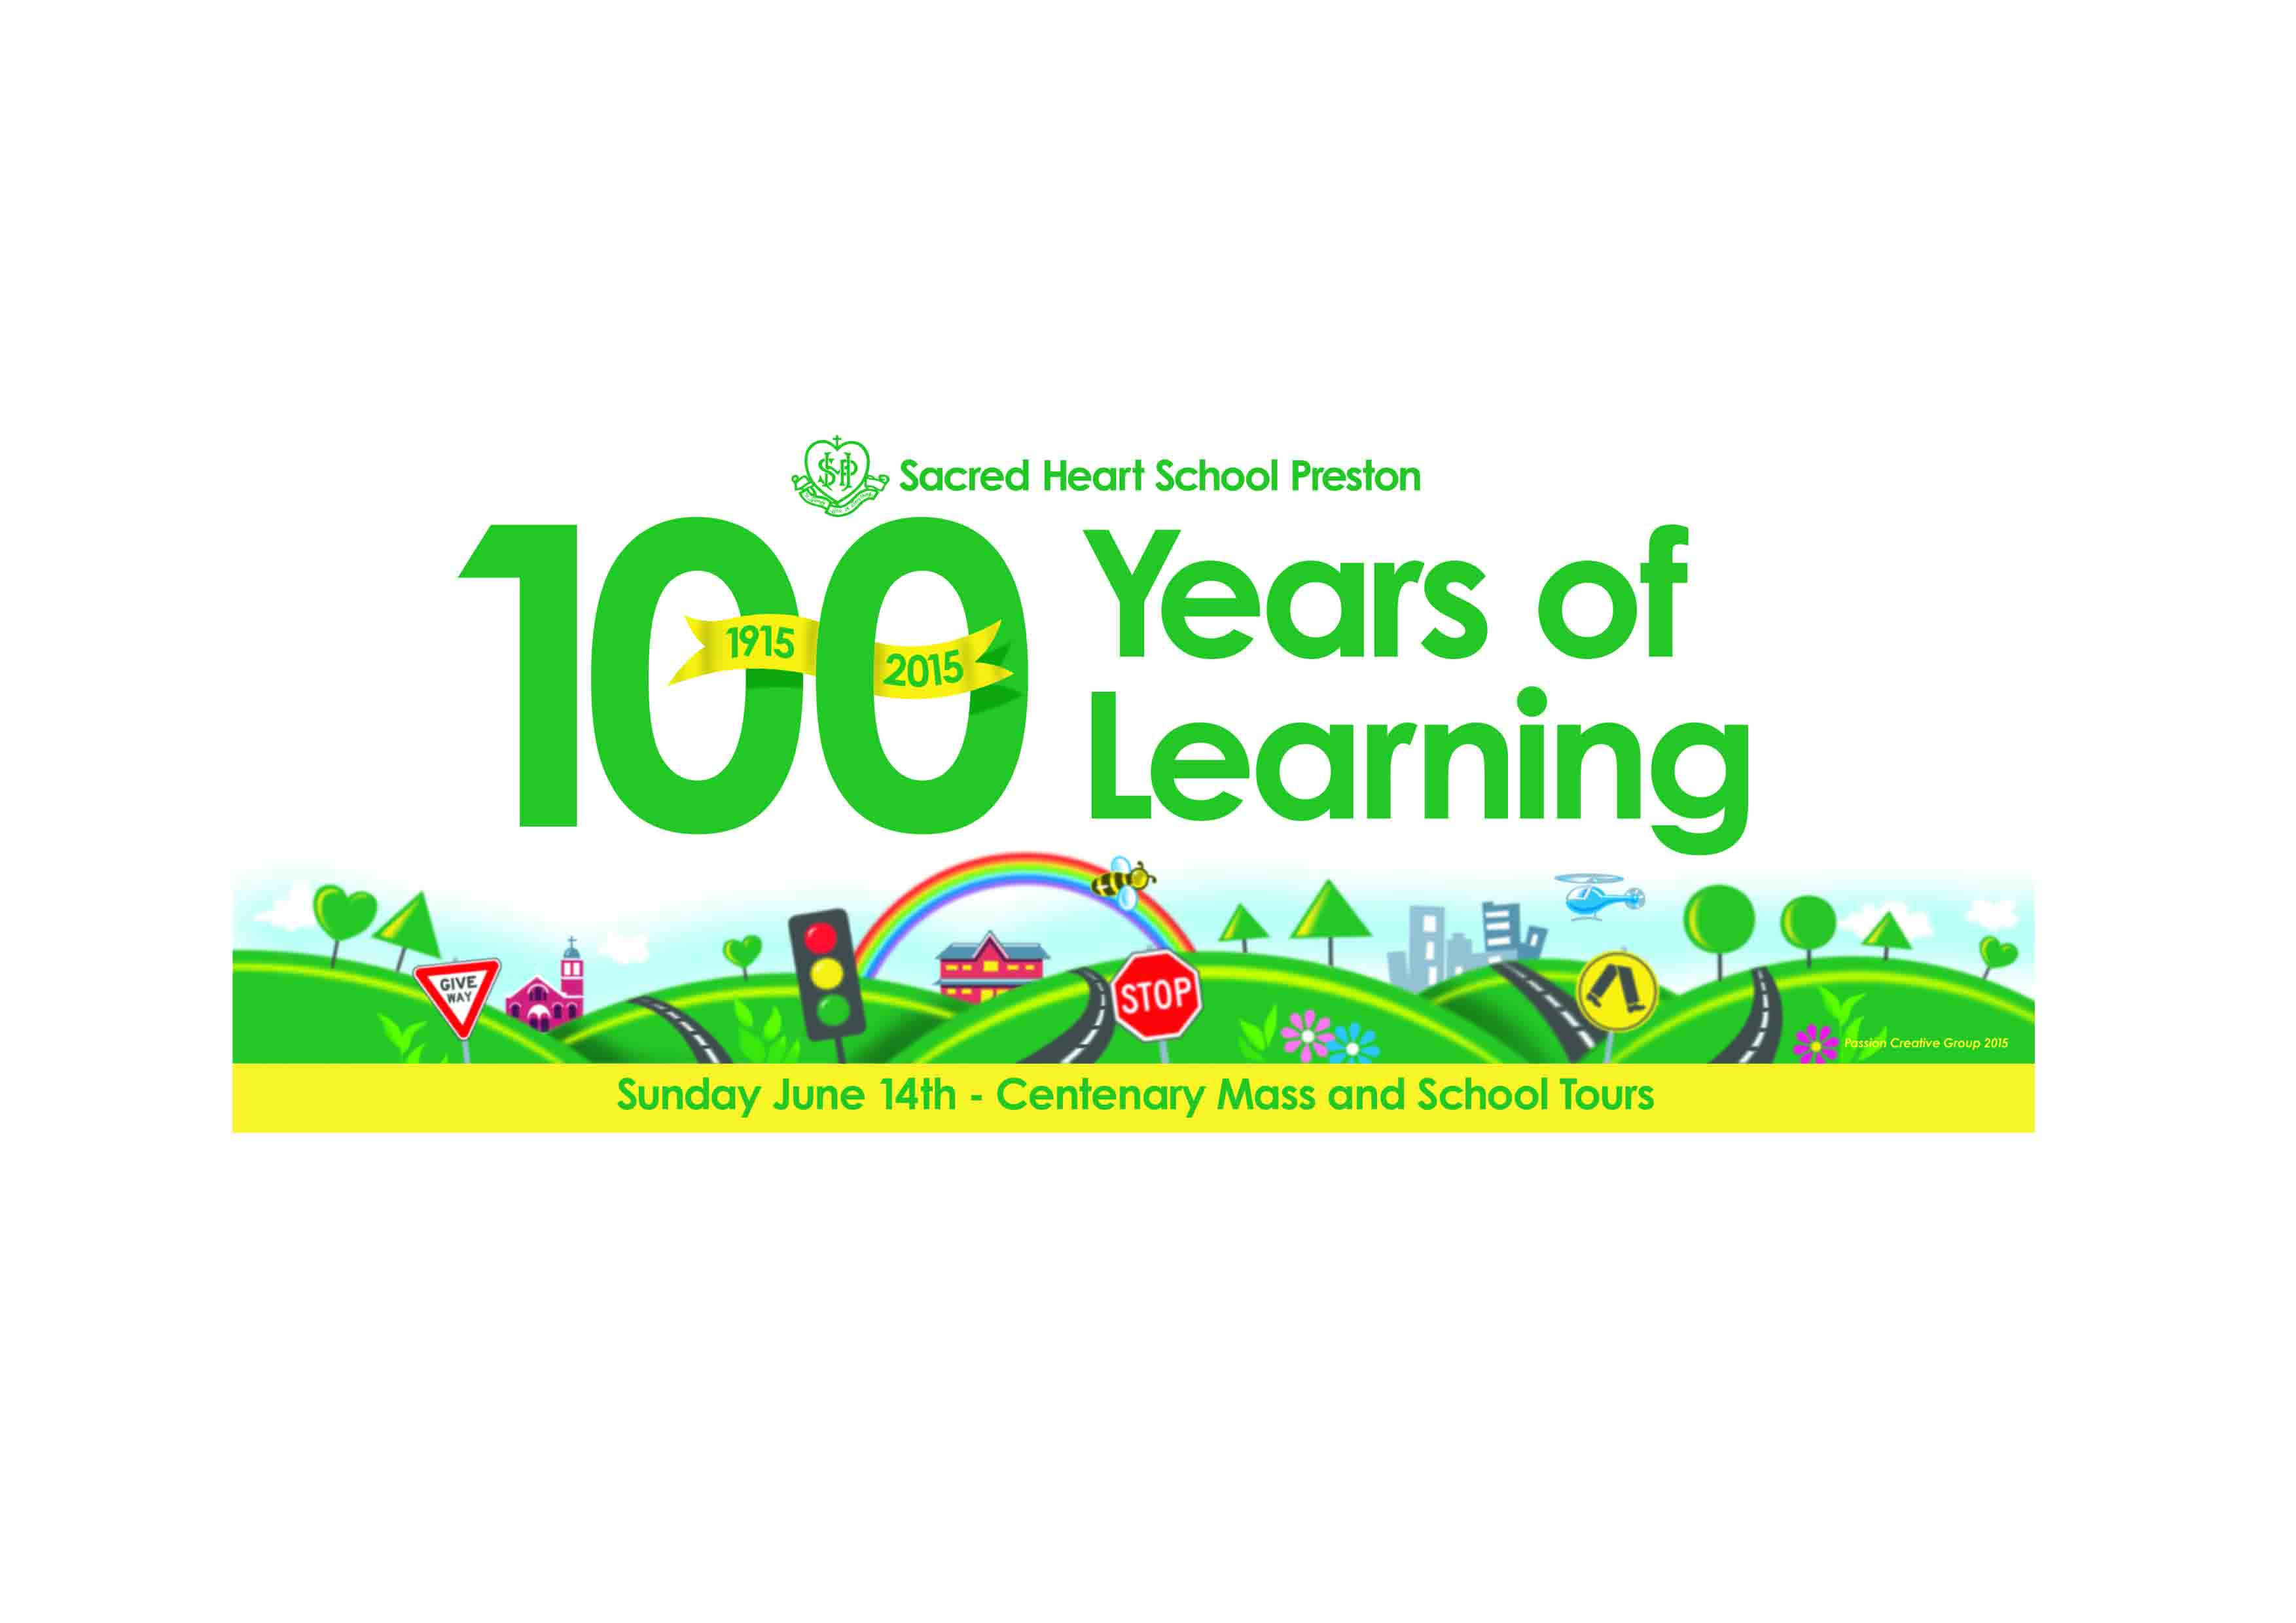 Sacred Heart School Preston
100 Years of
Learning
1915
2015
GIVE
WAY
STOP
Passion Creative Group 2015
Sunday June 14th - Centenary Mass and School Tours